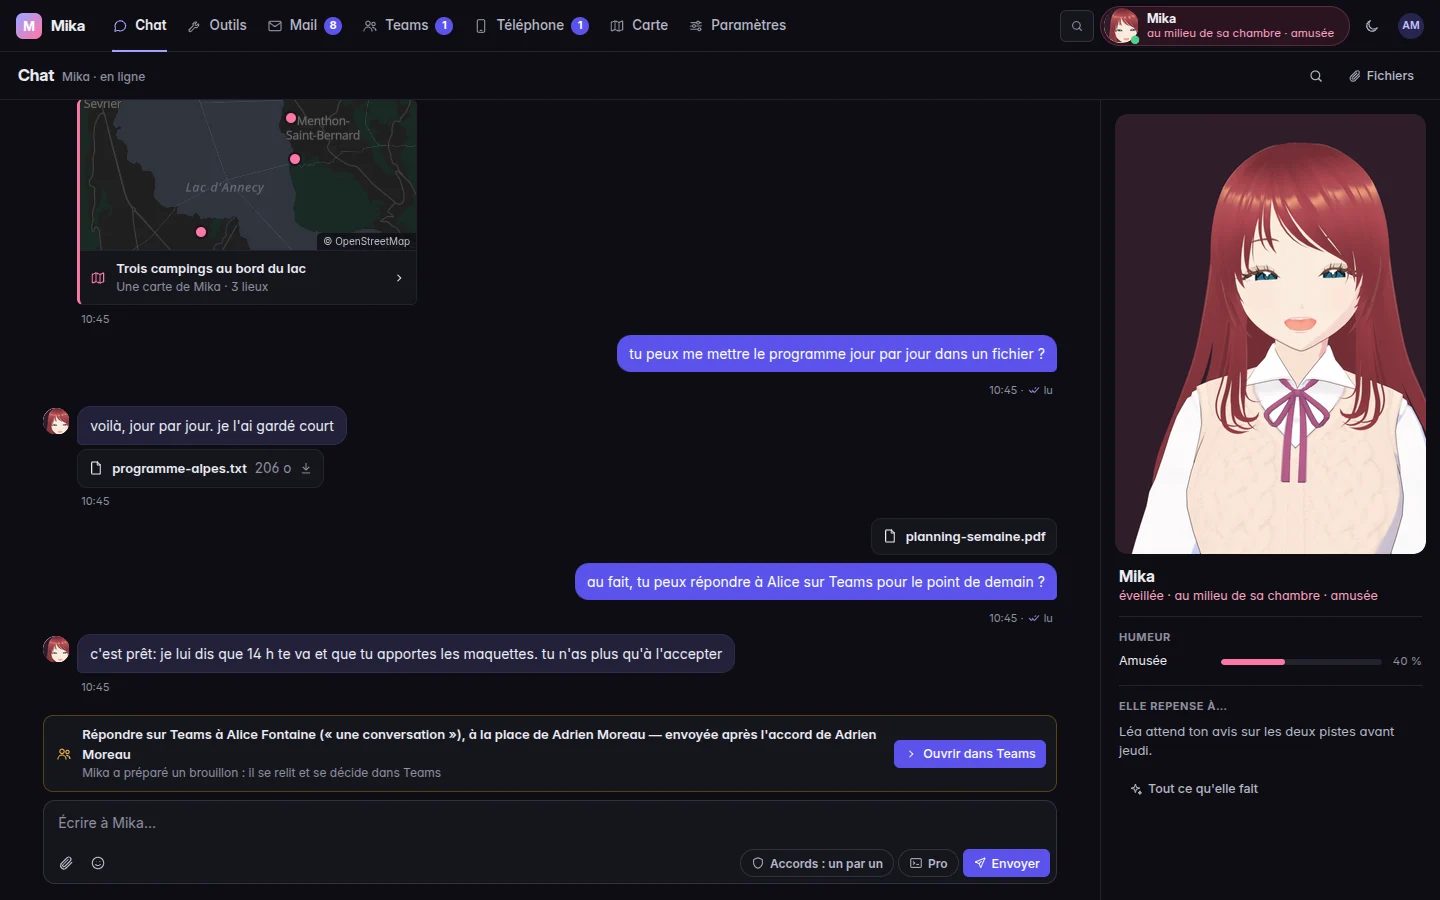 M Mika
Chat
Outils
Mail 8
Teams 1
Téléphone 1
Carte
Paramètres
Mika
au milieu de sa chambre · amusée
AM
Chat Mika · en ligne
Fichiers
Sevrier
Menthon-
Saint-Bernard
Lac d'Annecy
© OpenStreetMap
Trois campings au bord du lac
Une carte de Mika · 3 lieux
10:45
tu peux me mettre le programme jour par jour dans un fichier ?
10:45 · lu
voilà, jour par jour. je l'ai gardé court
programme-alpes.txt 206 o
10:45
planning-semaine.pdf
au fait, tu peux répondre à Alice sur Teams pour le point de demain ?
10:45 · lu
c'est prêt: je lui dis que 14 h te va et que tu apportes les maquettes. tu n'as plus qu'à l'accepter
10:45
Répondre sur Teams à Alice Fontaine (« une conversation »), à la place de Adrien Moreau — envoyée après l'accord de Adrien
Moreau
Mika a préparé un brouillon : il se relit et se décide dans Teams
Ouvrir dans Teams
Écrire à Mika...
Accords : un par un
Pro
Envoyer
Mika
éveillée · au milieu de sa chambre · amusée
HUMEUR
Amusée 40 %
ELLE REPENSE À...
Léa attend ton avis sur les deux pistes avant
jeudi.
Tout ce qu'elle fait